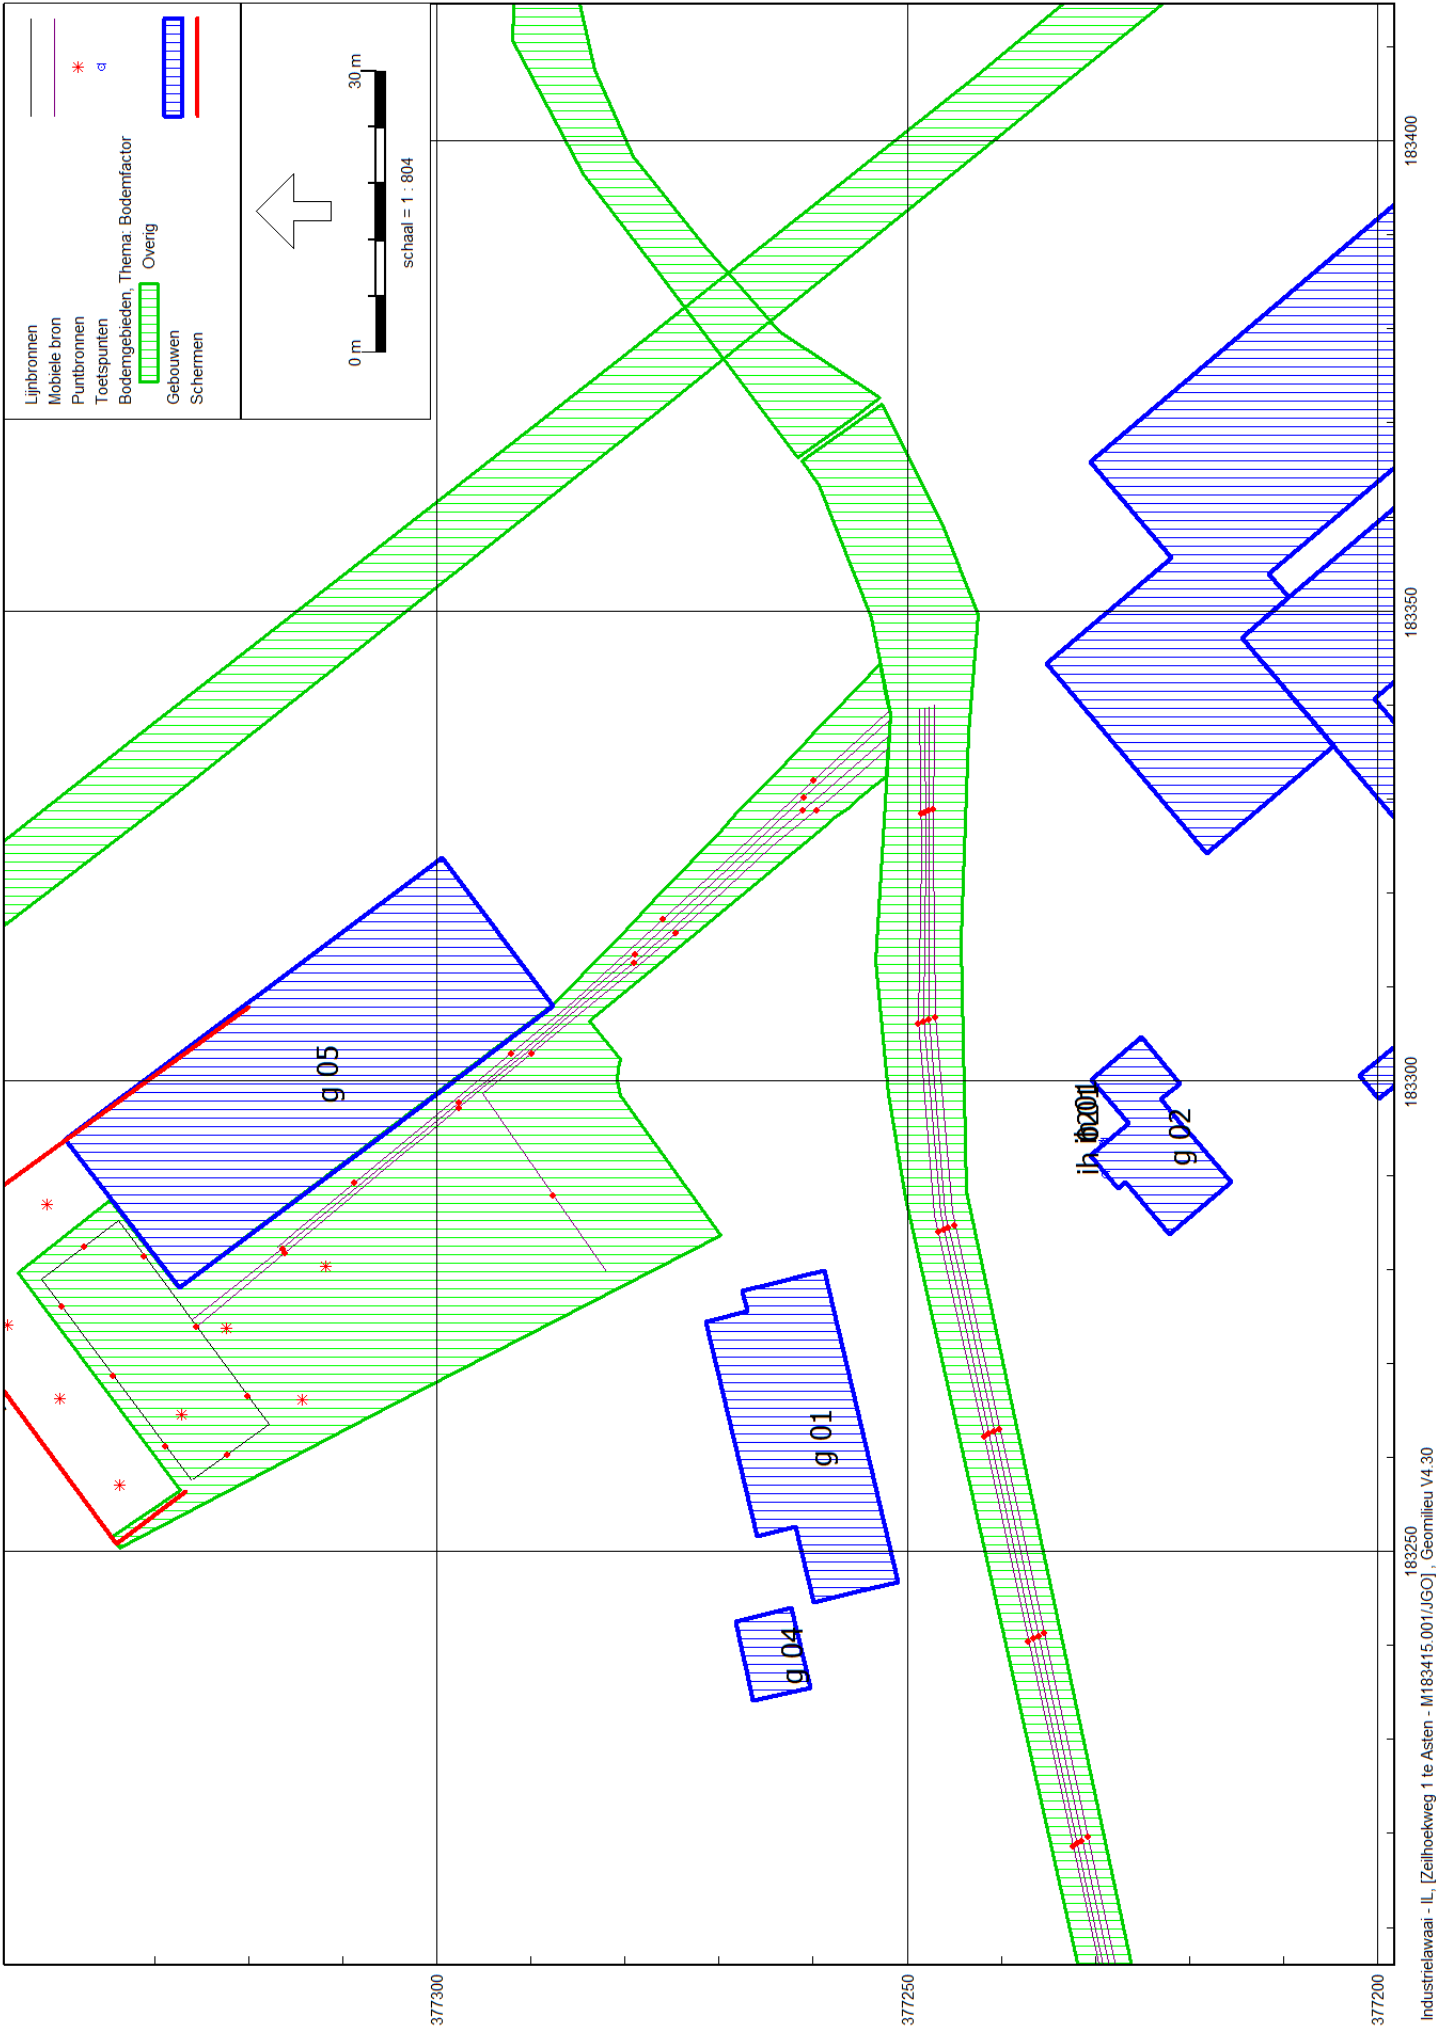 Lijnbronnen
Mobiele bron
Puntbronnen
Toetspunten
Bodemgebieden, Thema: Bodemfactor
Overig
Gebouwen
Schermen
0 m
30 m
schaal = 1 : 804
g 05
g 01
g 04
g 02
377300
377250
377200
183250
183300
183350
183400
Industrielawaai - IL, [Zeilhoekweg 1 te Asten - M183415.001/JGO] , Geomilieu V4.30